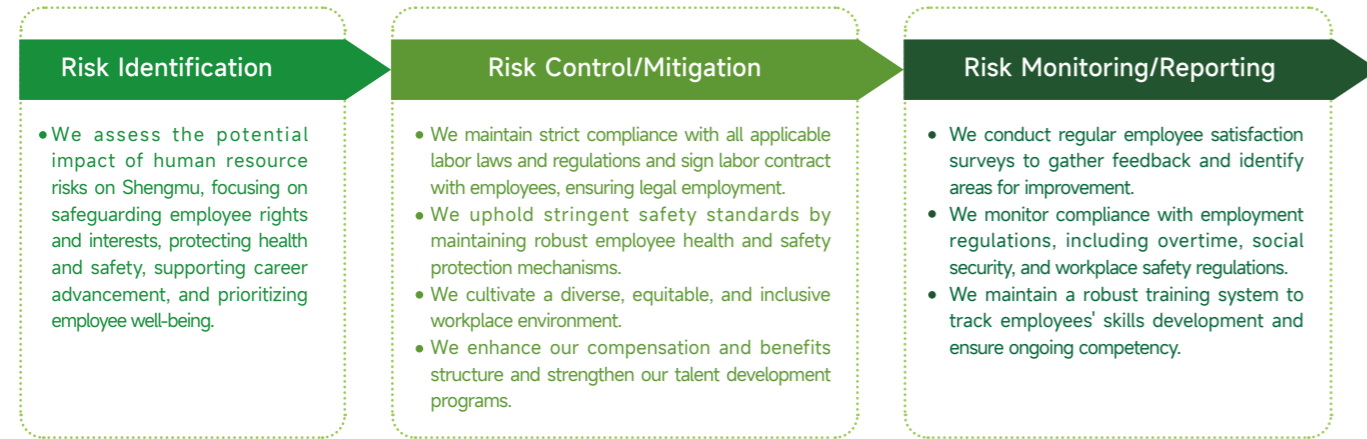 Risk Identification
• We assess the potential
impact of human resource
risks on Shengmu, focusing on
safeguarding employee rights
and interests, protecting health
and safety, supporting career
advancement, and prioritizing
employee well-being.
Risk Control/Mitigation
• We maintain strict compliance with all applicable
labor laws and regulations and sign labor contract
with employees, ensuring legal employment.
• We uphold stringent safety standards by
maintaining robust employee health and safety
protection mechanisms.
• We cultivate a diverse, equitable, and inclusive
workplace environment.
• We enhance our compensation and benefits
structure and strengthen our talent development
programs.
Risk Monitoring/Reporting
• We conduct regular employee satisfaction
surveys to gather feedback and identify
areas for improvement.
• We monitor compliance with employment
regulations, including overtime, social
security, and workplace safety regulations.
• We maintain a robust training system to
track employees' skills development and
ensure ongoing competency.